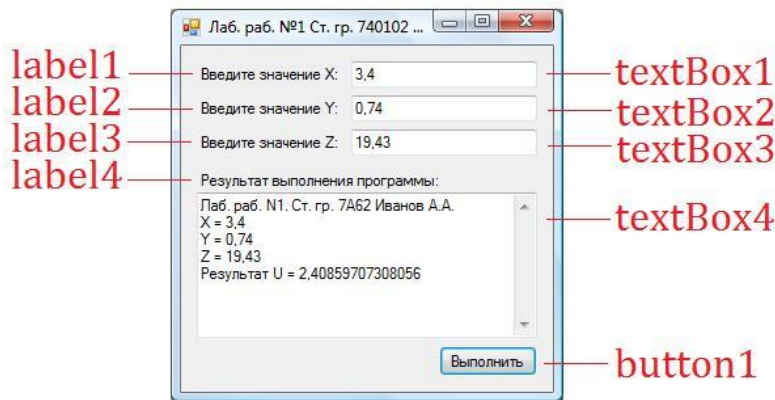 Лаб. раб. №1 Ст. гр. 740102 ...
label1 Введите значение X: 3,4 textBox1
label2 Введите значение Y: 0,74 textBox2
label3 Введите значение Z: 19,43 textBox3
label4 Результат выполнения программы:
Лаб. раб. N1. Ст. гр. 7А62 Иванов А.А.
X = 3,4 textBox4
Y = 0,74
Z = 19,43
Результат U = 2,40859707308056
Выполнить button1